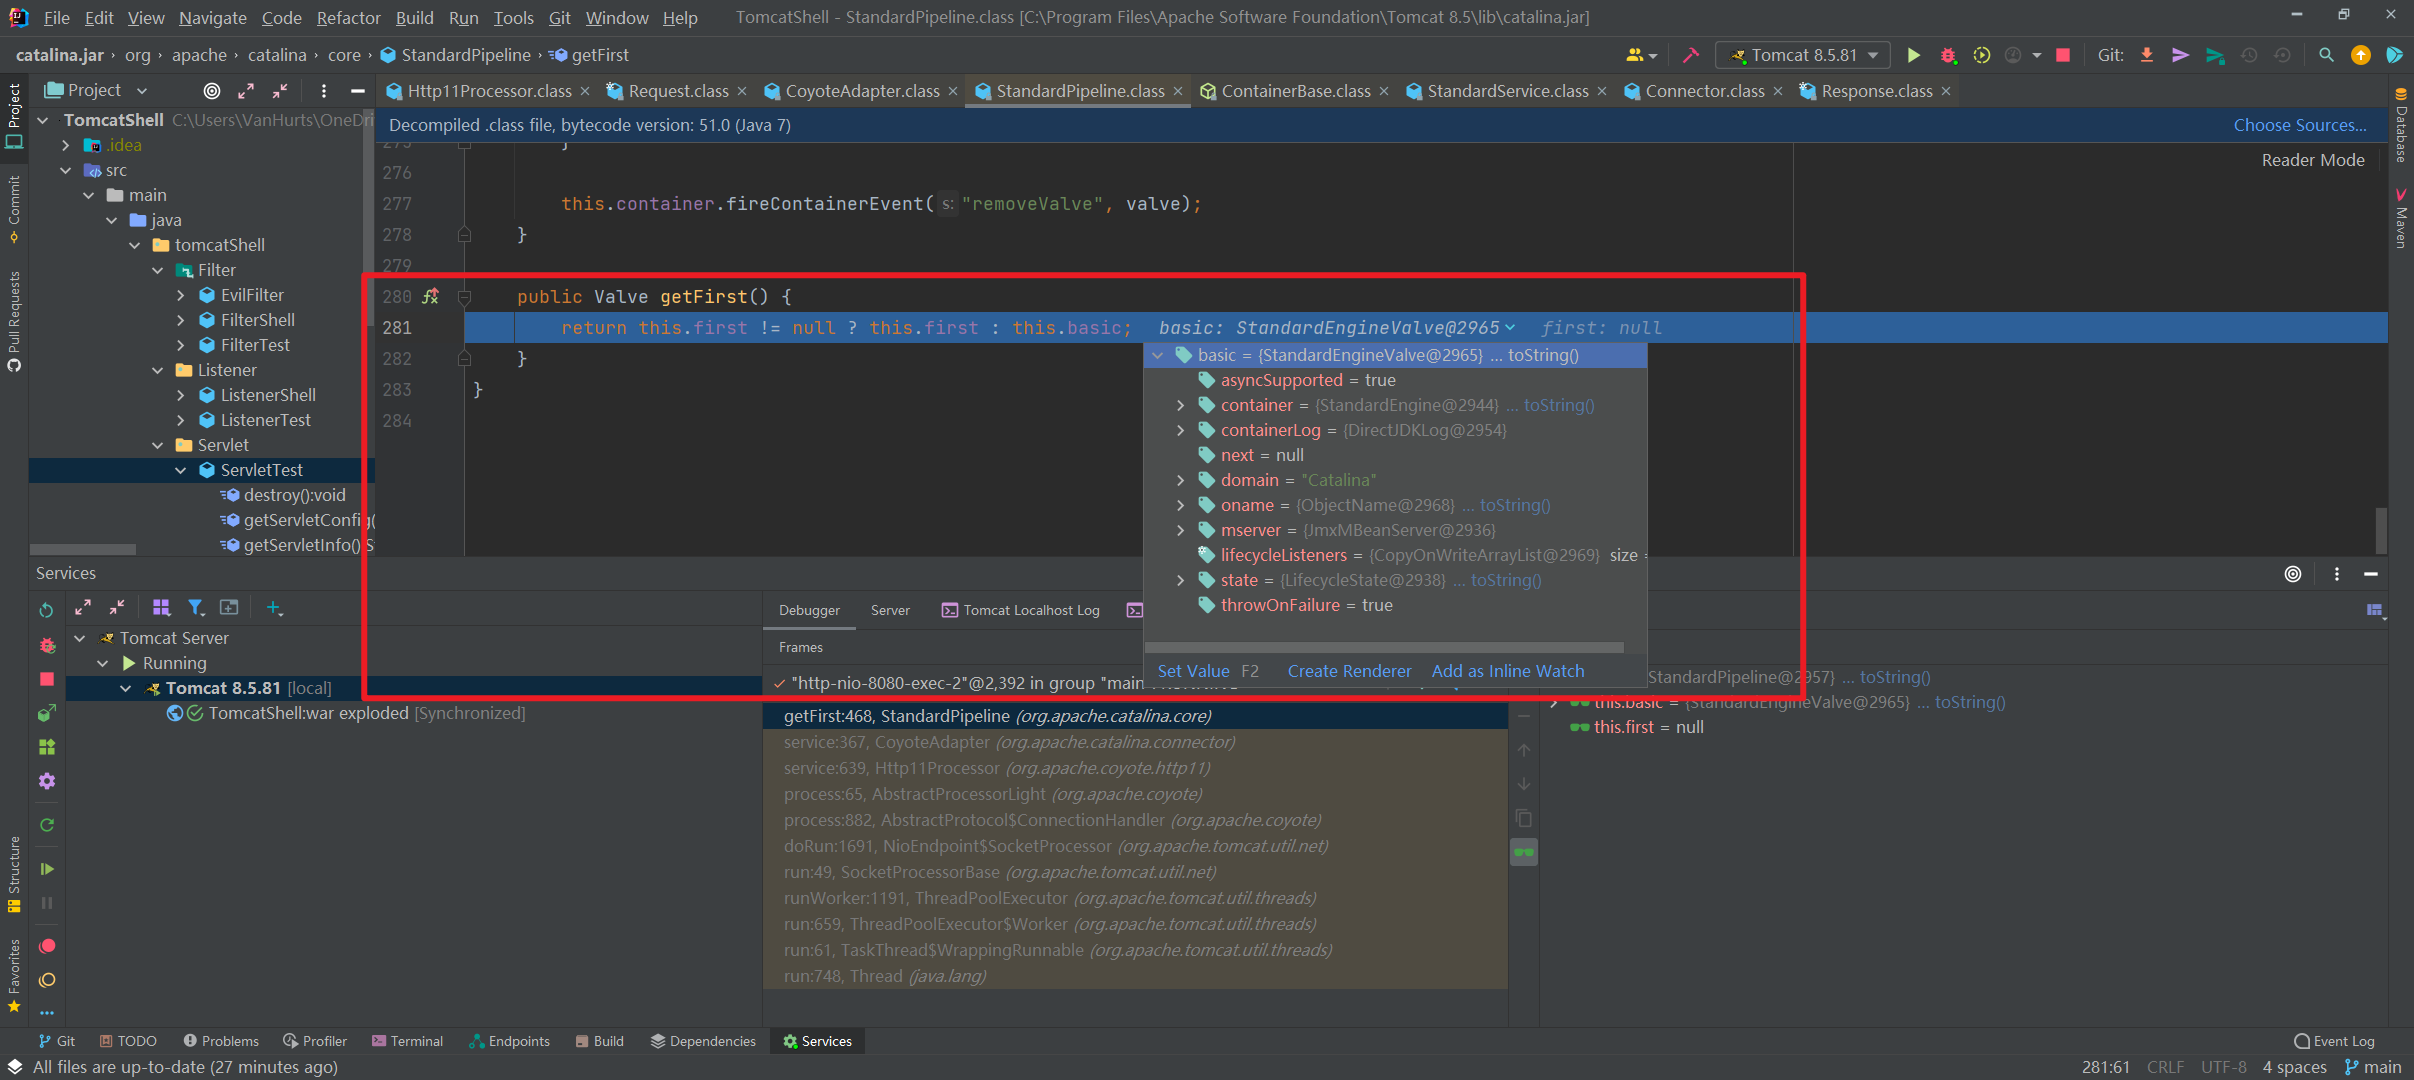 File Edit View Navigate Code Refactor Build Run Tools Git Window Help TomcatShell - StandardPipeline.class [C:\Program Files\Apache Software Foundation\Tomcat 8.5\lib\catalina.jar]
catalina.jar › org › apache › catalina › core › StandardPipeline › getFirst
Tomcat 8.5.81
Git:
Project
Http11Processor.class
Request.class
CoyoteAdapter.class
StandardPipeline.class
ContainerBase.class
StandardService.class
Connector.class
Response.class
Decompiled .class file, bytecode version: 51.0 (Java 7)
Choose Sources...
Reader Mode
Project
Commit
Pull Requests
Structure
Favorites
Database
Maven
TomcatShell C:\Users\VanHurts\OneDri
.idea
src
main
java
tomcatShell
Filter
EvilFilter
FilterShell
FilterTest
Listener
ListenerShell
ListenerTest
Servlet
ServletTest
destroy():void
getServletConfig(
getServletInfo():S
276
277 this.container.fireContainerEvent( s: "removeValve", valve);
278 }
279
280 public Valve getFirst() {
281 return this.first != null ? this.first : this.basic; basic: StandardEngineValve@2965 first: null
282 }
283 }
284
basic = {StandardEngineValve@2965} ... toString()
asyncSupported = true
container = {StandardEngine@2944} ... toString()
containerLog = {DirectJDKLog@2954}
next = null
domain = "Catalina"
oname = {ObjectName@2968} ... toString()
mserver = {JmxMBeanServer@2936}
lifecycleListeners = {CopyOnWriteArrayList@2969} size =
state = {LifecycleState@2938} ... toString()
throwOnFailure = true
Set Value F2 Create Renderer Add as Inline Watch
Services
Tomcat Server
Running
Tomcat 8.5.81 [local]
TomcatShell:war exploded [Synchronized]
Debugger Server Tomcat Localhost Log
Frames
"http-nio-8080-exec-2"@2,392 in group "main
getFirst:468, StandardPipeline (org.apache.catalina.core)
service:367, CoyoteAdapter (org.apache.catalina.connector)
service:639, Http11Processor (org.apache.coyote.http11)
process:65, AbstractProcessorLight (org.apache.coyote)
process:882, AbstractProtocol$ConnectionHandler (org.apache.coyote)
doRun:1691, NioEndpoint$SocketProcessor (org.apache.tomcat.util.net)
run:49, SocketProcessorBase (org.apache.tomcat.util.net)
runWorker:1191, ThreadPoolExecutor (org.apache.tomcat.util.threads)
run:659, ThreadPoolExecutor$Worker (org.apache.tomcat.util.threads)
run:61, TaskThread$WrappingRunnable (org.apache.tomcat.util.threads)
run:748, Thread (java.lang)
StandardPipeline@2957} ... toString()
this.basic = {StandardEngineValve@2965} ... toString()
this.first = null
Git TODO Problems Profiler Terminal Endpoints Build Dependencies Services Event Log
All files are up-to-date (27 minutes ago) 281:61 CRLF UTF-8 4 spaces main